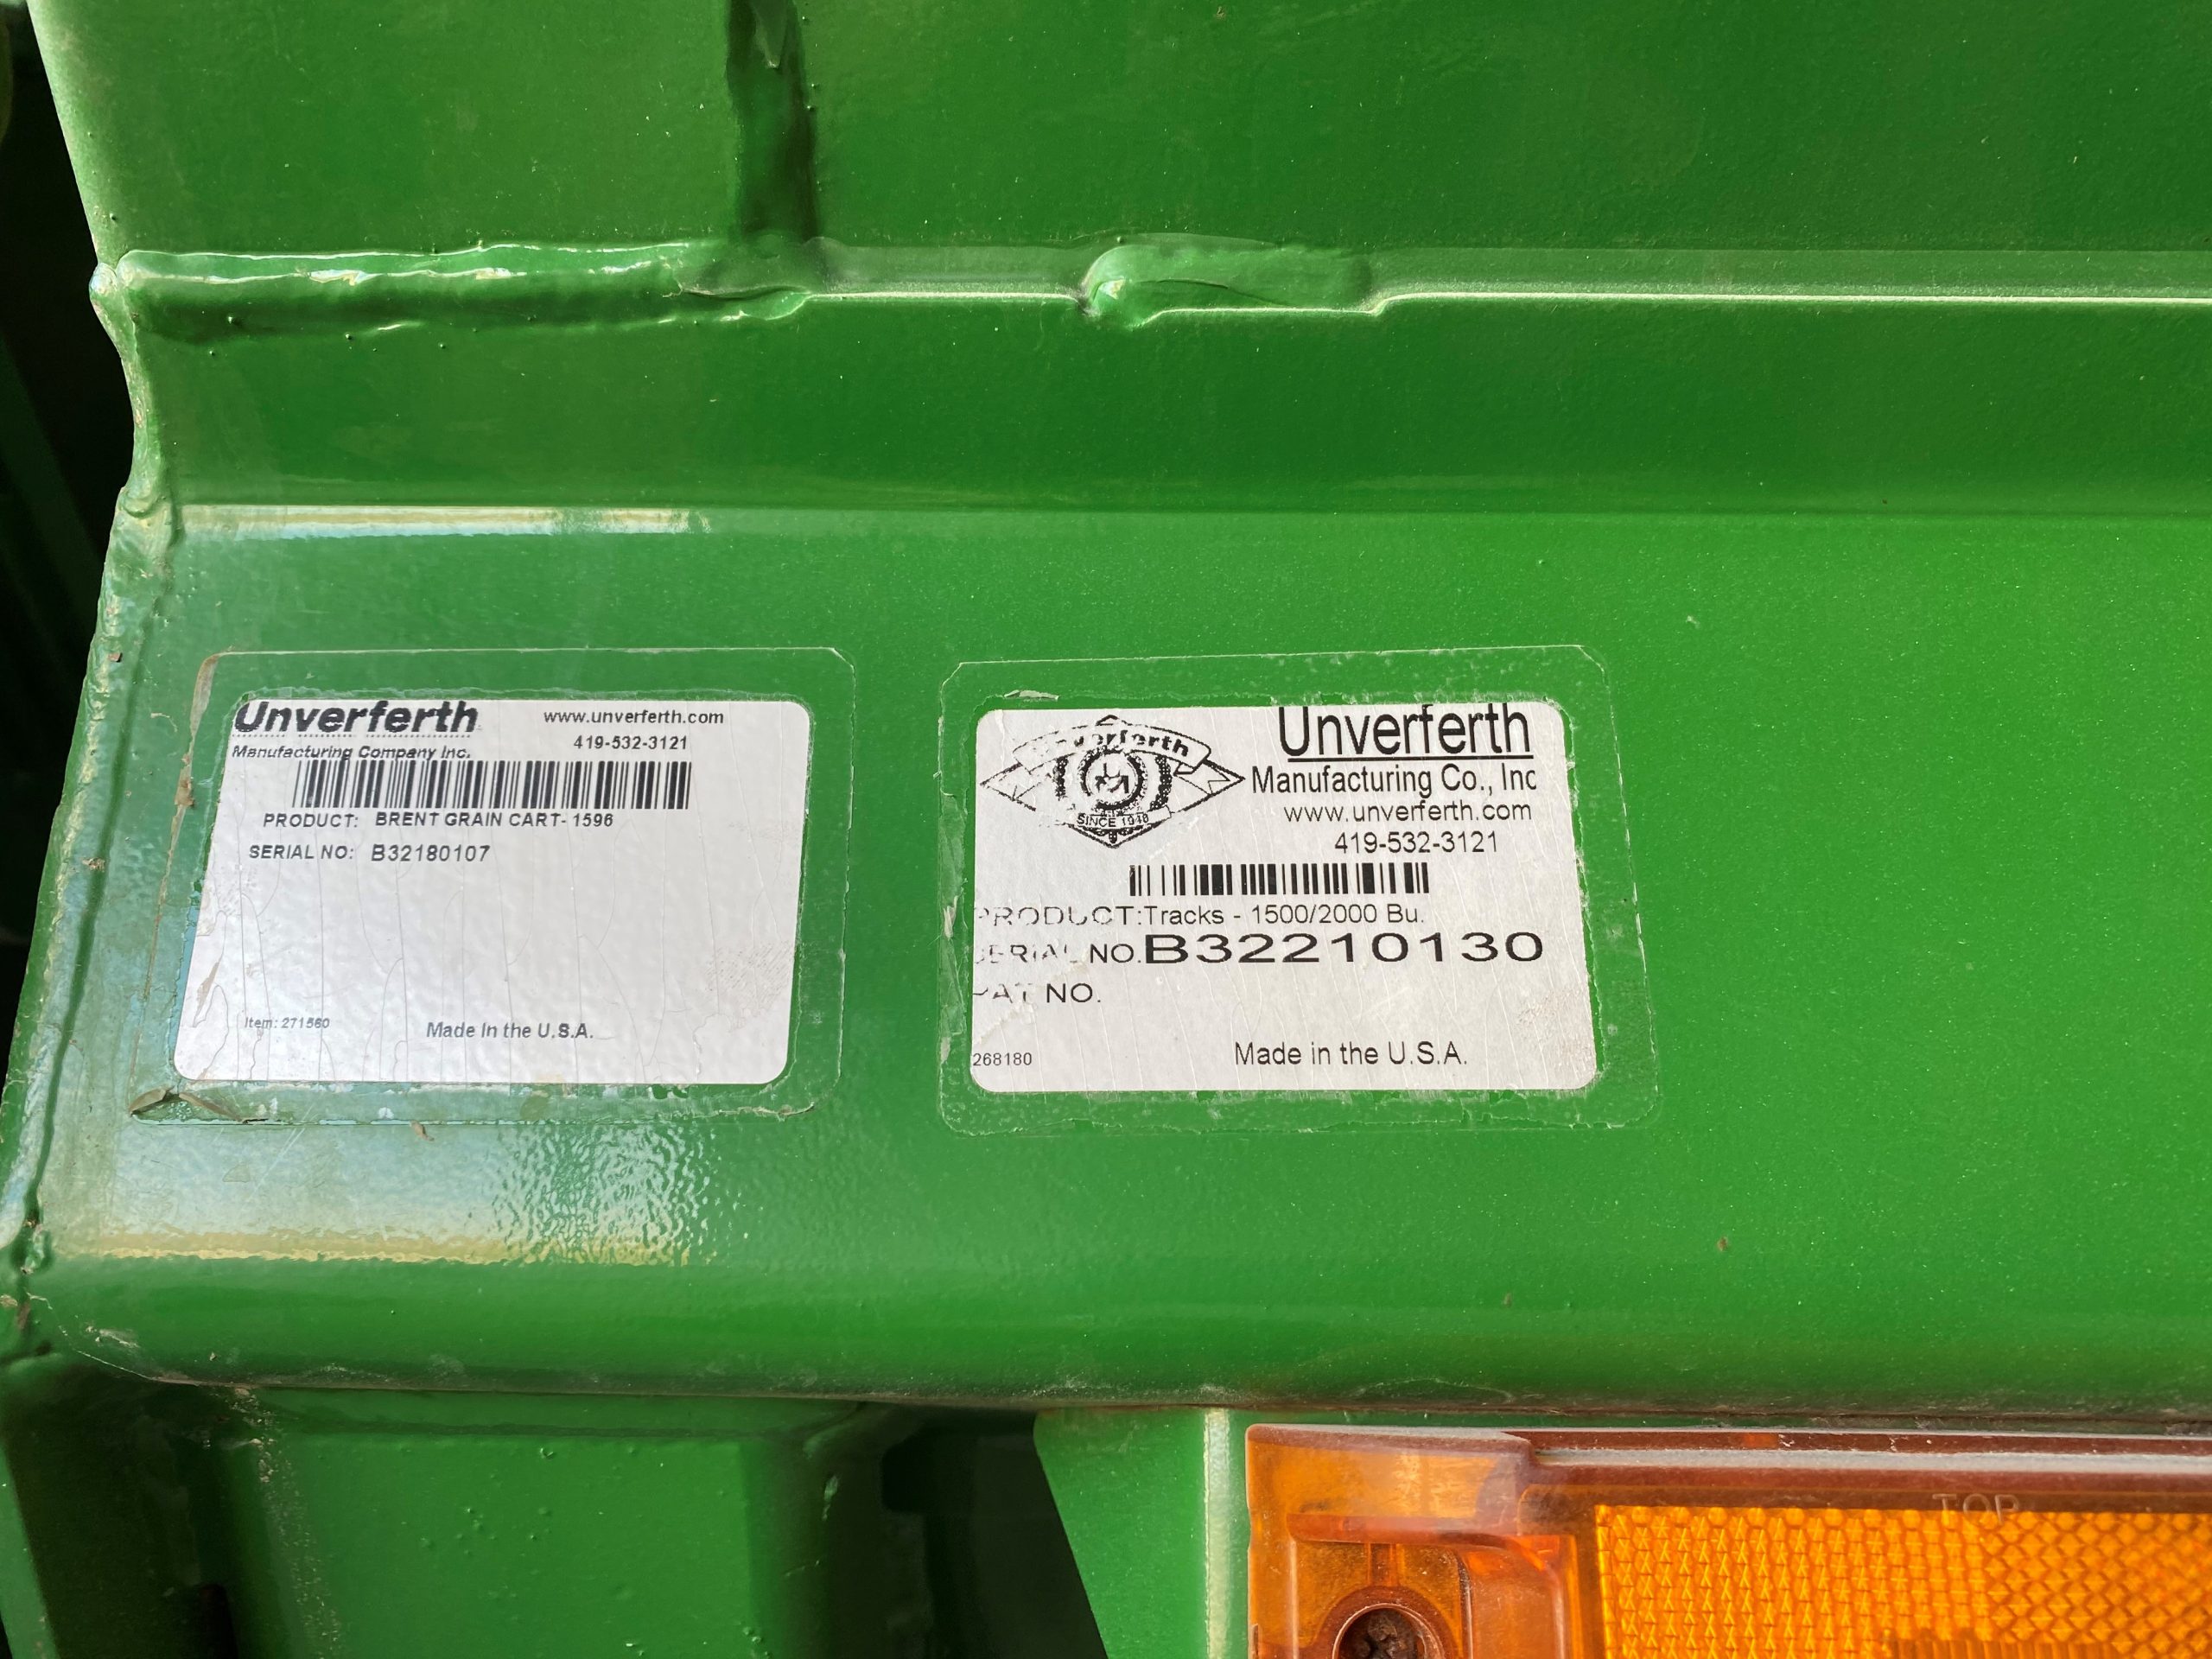 Unverferth
www.unverferth.com
Manufacturing Company Inc.
419-532-3121
PRODUCT: BRENT GRAIN CART- 1596
SERIAL NO: B32180107
Item: 271560
Made In the U.S.A.
Unverferth
SINCE 1948
Unverferth
Manufacturing Co., Inc
www.unverferth.com
419-532-3121
PRODUCT:Tracks - 1500/2000 Bu.
SERIAL NO.B32210130
PAT NO.
268180
Made in the U.S.A.
TOP